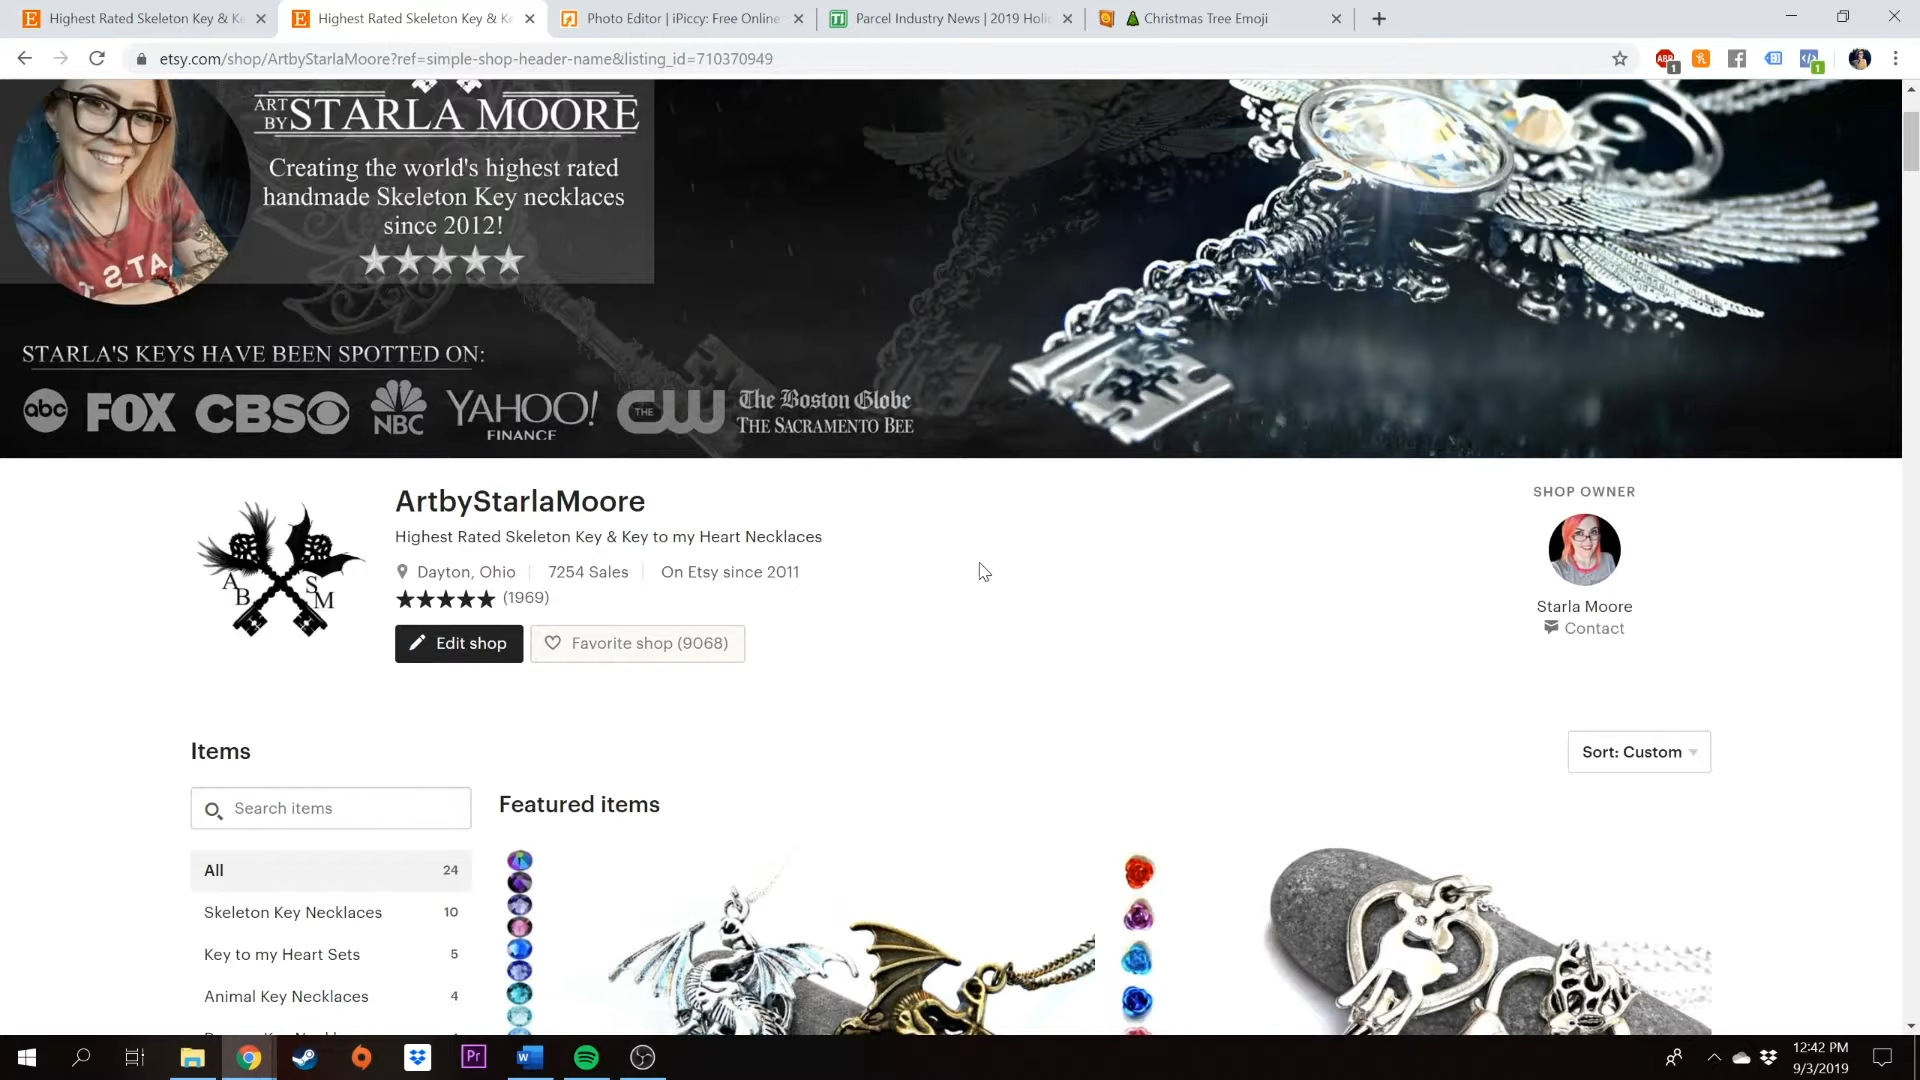 Highest Rated Skeleton Key & Ke
Highest Rated Skeleton Key & Ke
Photo Editor | iPiccy: Free Online
Parcel Industry News | 2019 Holi
Christmas Tree Emoji
etsy.com/shop/ArtbyStarlaMoore?ref=simple-shop-header-name&listing_id=710370949
ABP
1
1
ART BY STARLA MOORE
Creating the world's highest rated
handmade Skeleton Key necklaces
since 2012!
STARLA'S KEYS HAVE BEEN SPOTTED ON:
abc FOX CBS NBC YAHOO! FINANCE THE CW The Boston Globe
THE SACRAMENTO BEE
A B S M
ArtbyStarlaMoore
Highest Rated Skeleton Key & Key to my Heart Necklaces
Dayton, Ohio
7254 Sales
On Etsy since 2011
(1969)
Edit shop
Favorite shop (9068)
SHOP OWNER
Starla Moore
Contact
Items
Sort: Custom
Search items
Featured items
All 24
Skeleton Key Necklaces 10
Key to my Heart Sets 5
Animal Key Necklaces 4
Pr
W
12:42 PM
9/3/2019